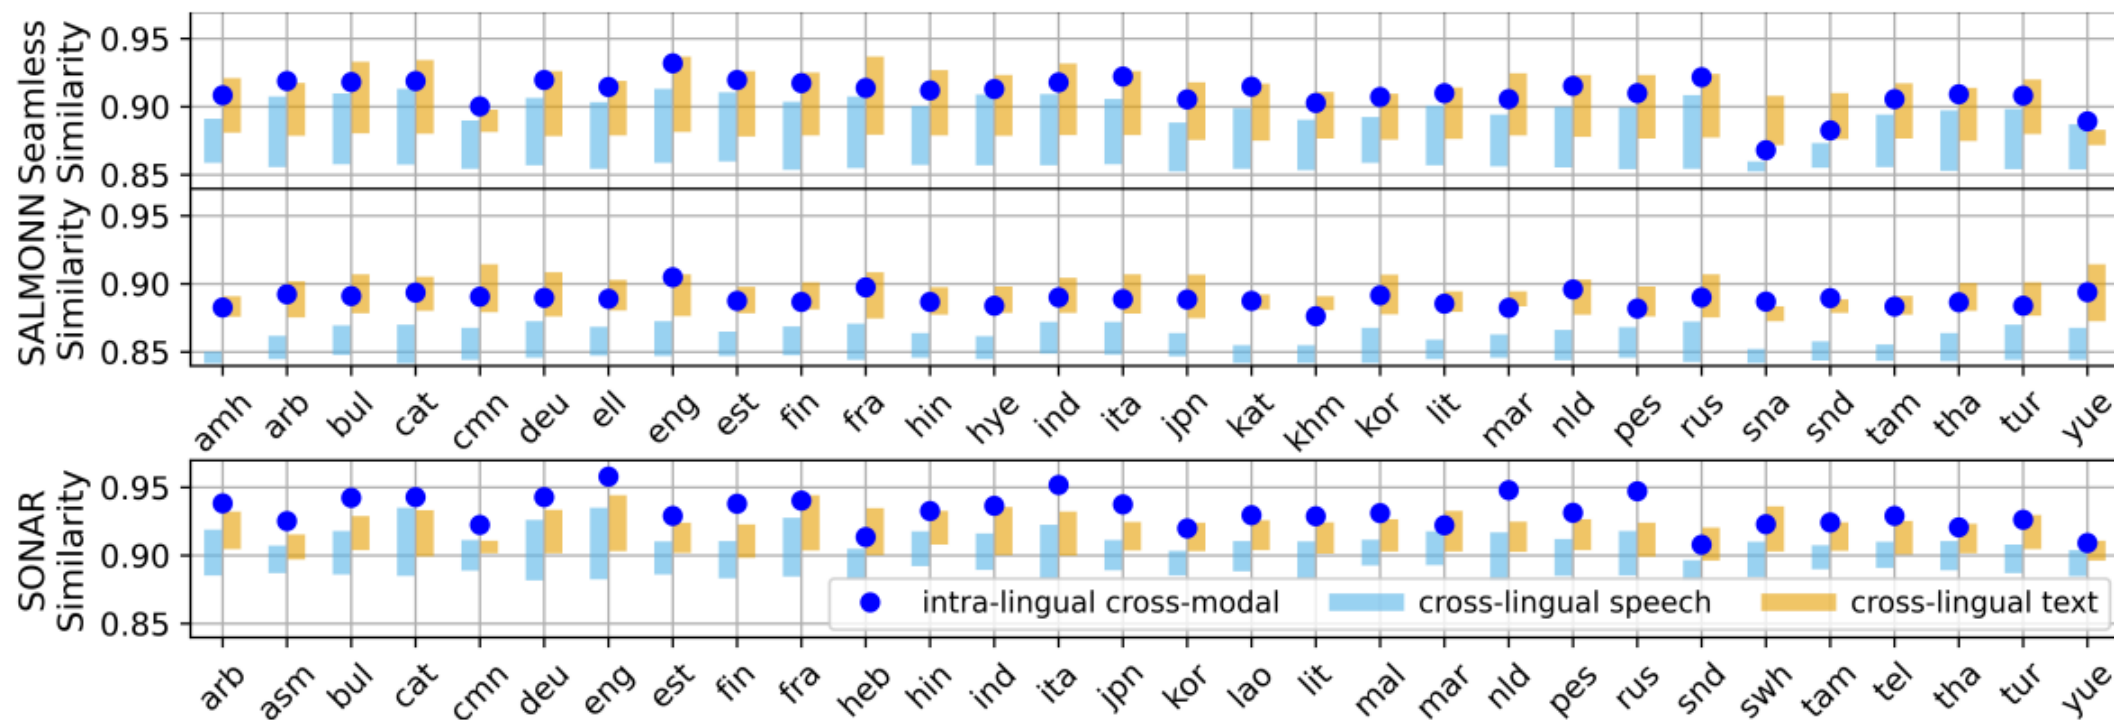 Seamless
Similarity
0.95
0.90
0.85
SALMONN
Similarity
0.95
0.90
0.85
amh arb bul cat cmn deu ell eng est fin fra hin hye ind ita jpn kat khm kor lit mar nld pes rus sna snd tam tha tur yue
SONAR
Similarity
0.95
0.90
0.85
intra-lingual cross-modal cross-lingual speech cross-lingual text
arb asm bul cat cmn deu eng est fin fra heb hin ind ita jpn kor lao lit mal mar nld pes rus snd swh tam tel tha tur yue